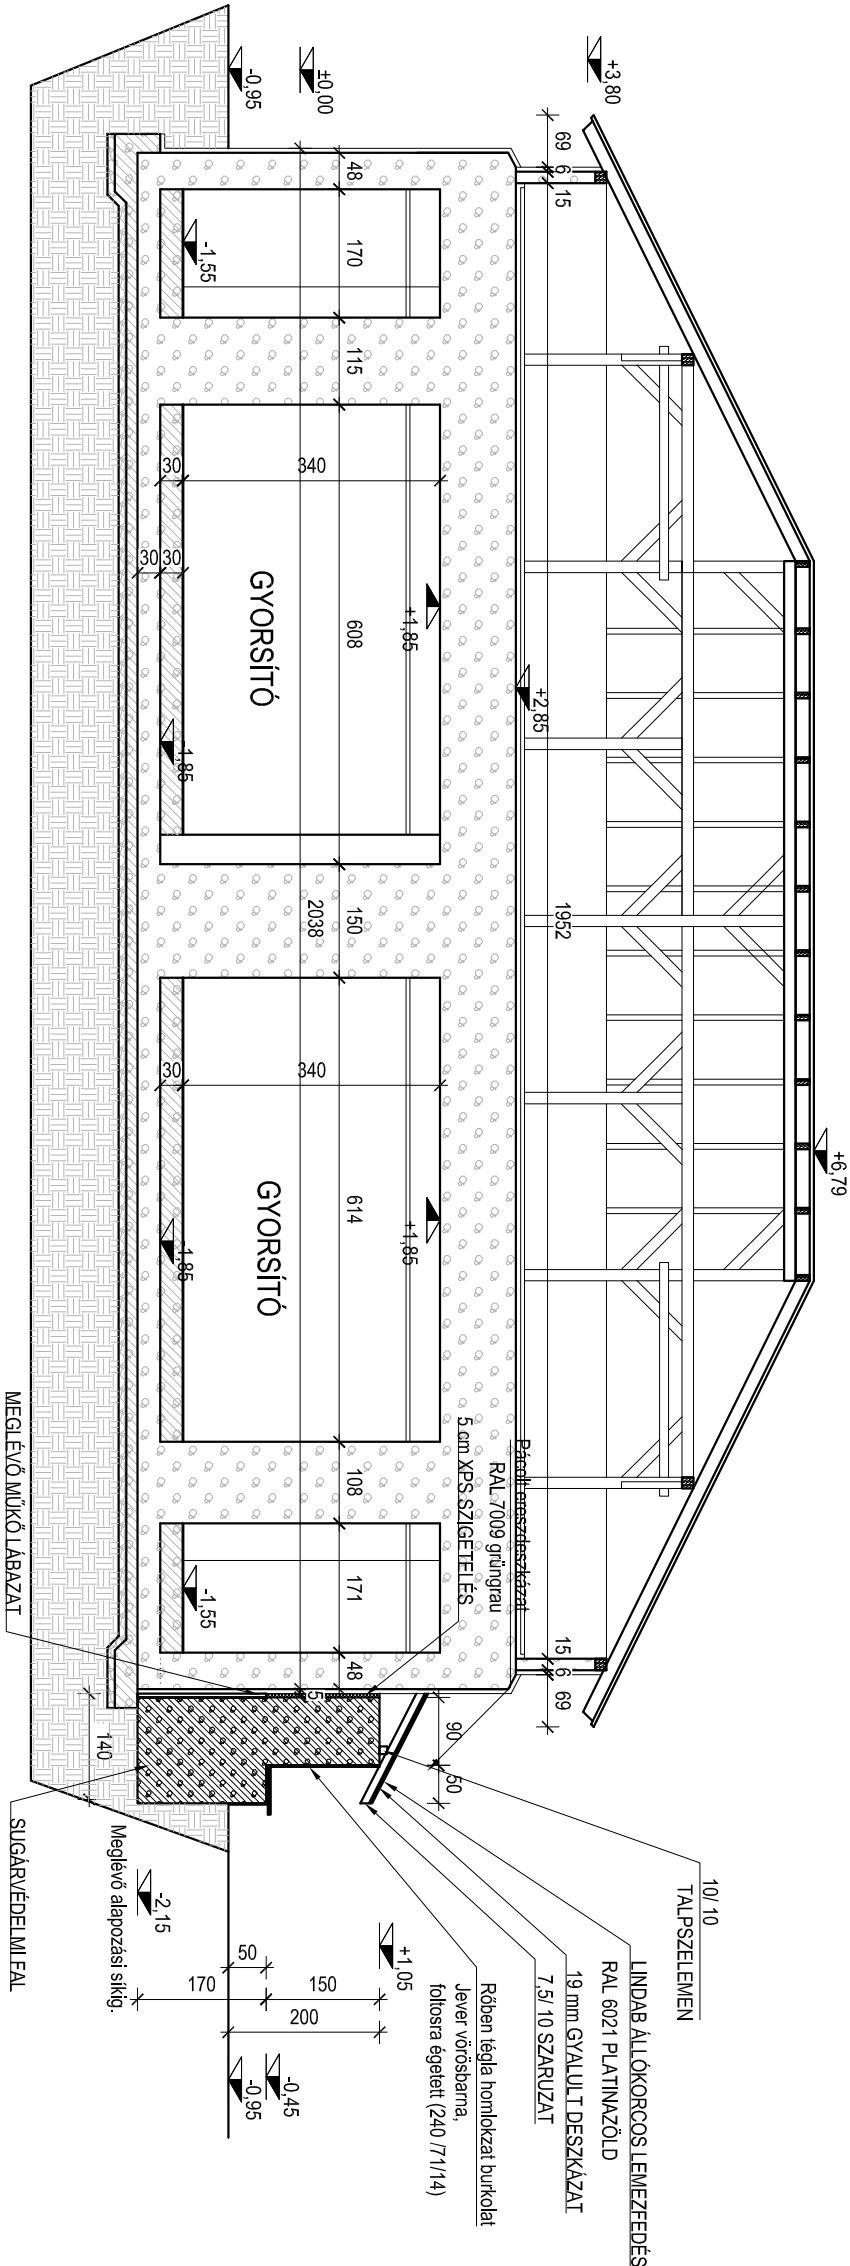 +6,79
+3,80
69
6
15
1952
15
6
69
+2,85
Pácolt ereszdeszkázat
RAL 7009 grüngrau
5 cm XPS SZIGETELÉS
10/ 10
TALPSZELEMEN
LINDAB ÁLLÓKORCOS LEMEZFEDÉS
RAL 6021 PLATINAZÖLD
19 mm GYALULT DESZKÁZAT
7,5/ 10 SZARUZAT
Röben tégla homlokzat burkolat
Jever vörösbarna,
foltosra égetett (240 /71/14)
90
50
+1,85
+1,85
+1,05
±0,00
48
170
115
608
150
614
108
171
48
2038
5
340
340
GYORSÍTÓ
GYORSÍTÓ
150
200
50
170
-0,45
-0,95
-0,95
-1,55
-1,55
30
30
30
30
-1,85
-1,85
-2,15
140
Meglévő alapozási síkig.
MEGLÉVŐ MŰKŐ LÁBAZAT
SUGÁRVÉDELMI FAL